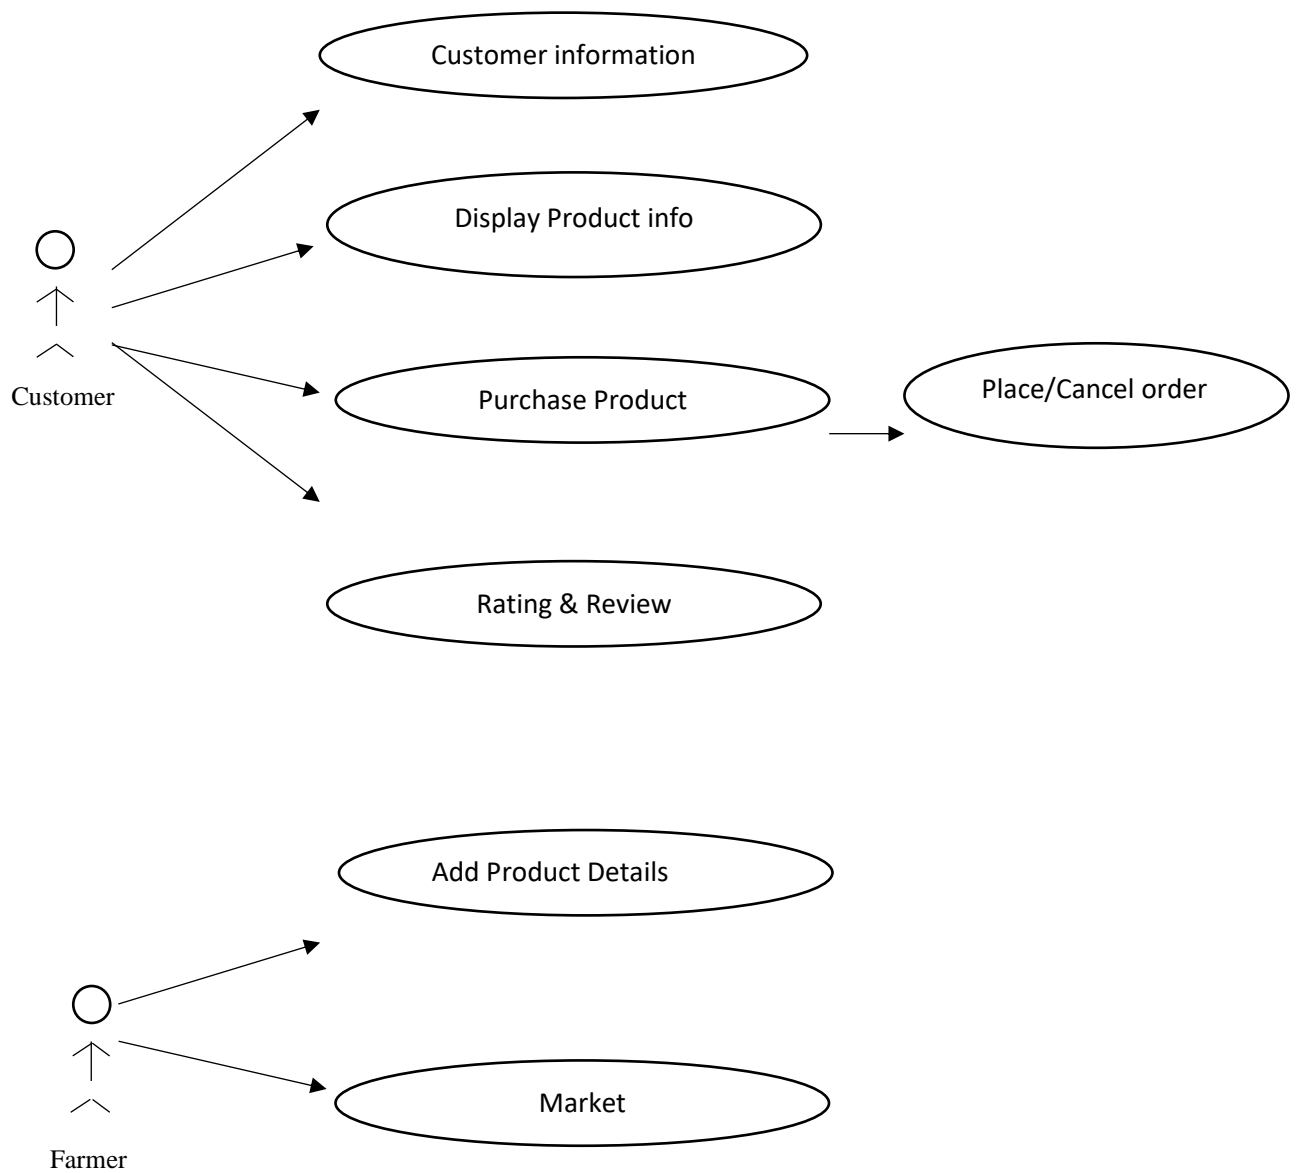 Customer information
Display Product info
Customer
Purchase Product
Place/Cancel order
Rating & Review
Add Product Details
Market
Farmer